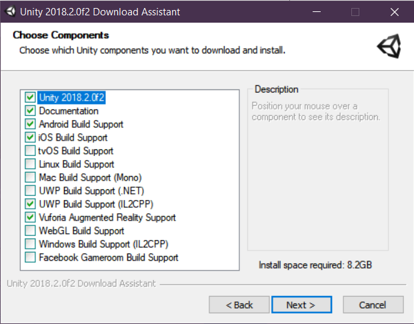 Unity 2018.2.0f2 Download Assistant
Choose Components
Choose which Unity components you want to download and install.
Unity 2018.2.0f2
Documentation
Android Build Support
iOS Build Support
tvOS Build Support
Linux Build Support
Mac Build Support (Mono)
UWP Build Support (.NET)
UWP Build Support (IL2CPP)
Vuforia Augmented Reality Support
WebGL Build Support
Windows Build Support (IL2CPP)
Facebook Gameroom Build Support
Description
Position your mouse over a
component to see its description.
Install space required: 8.2GB
Unity 2018.2.0f2 Download Assistant
< Back
Next >
Cancel